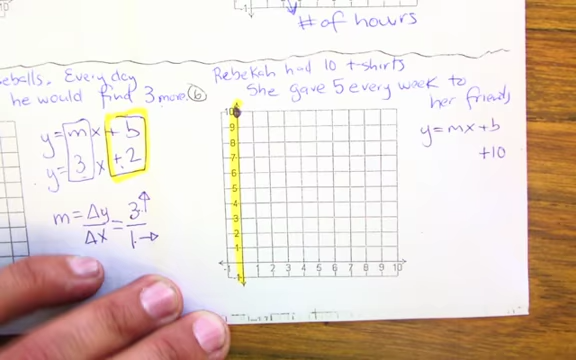 # of hours
eballs. Every day
he would find 3 more.
y = mx + b
y = 3x + 2
m = Δy/Δx = 3/1
6
Rebekah had 10 t-shirts
She gave 5 every week to
her friends
y = mx + b
+10
10
9
8
7
6
5
4
3
2
1
-1 1 2 3 4 5 6 7 8 9 10
-1